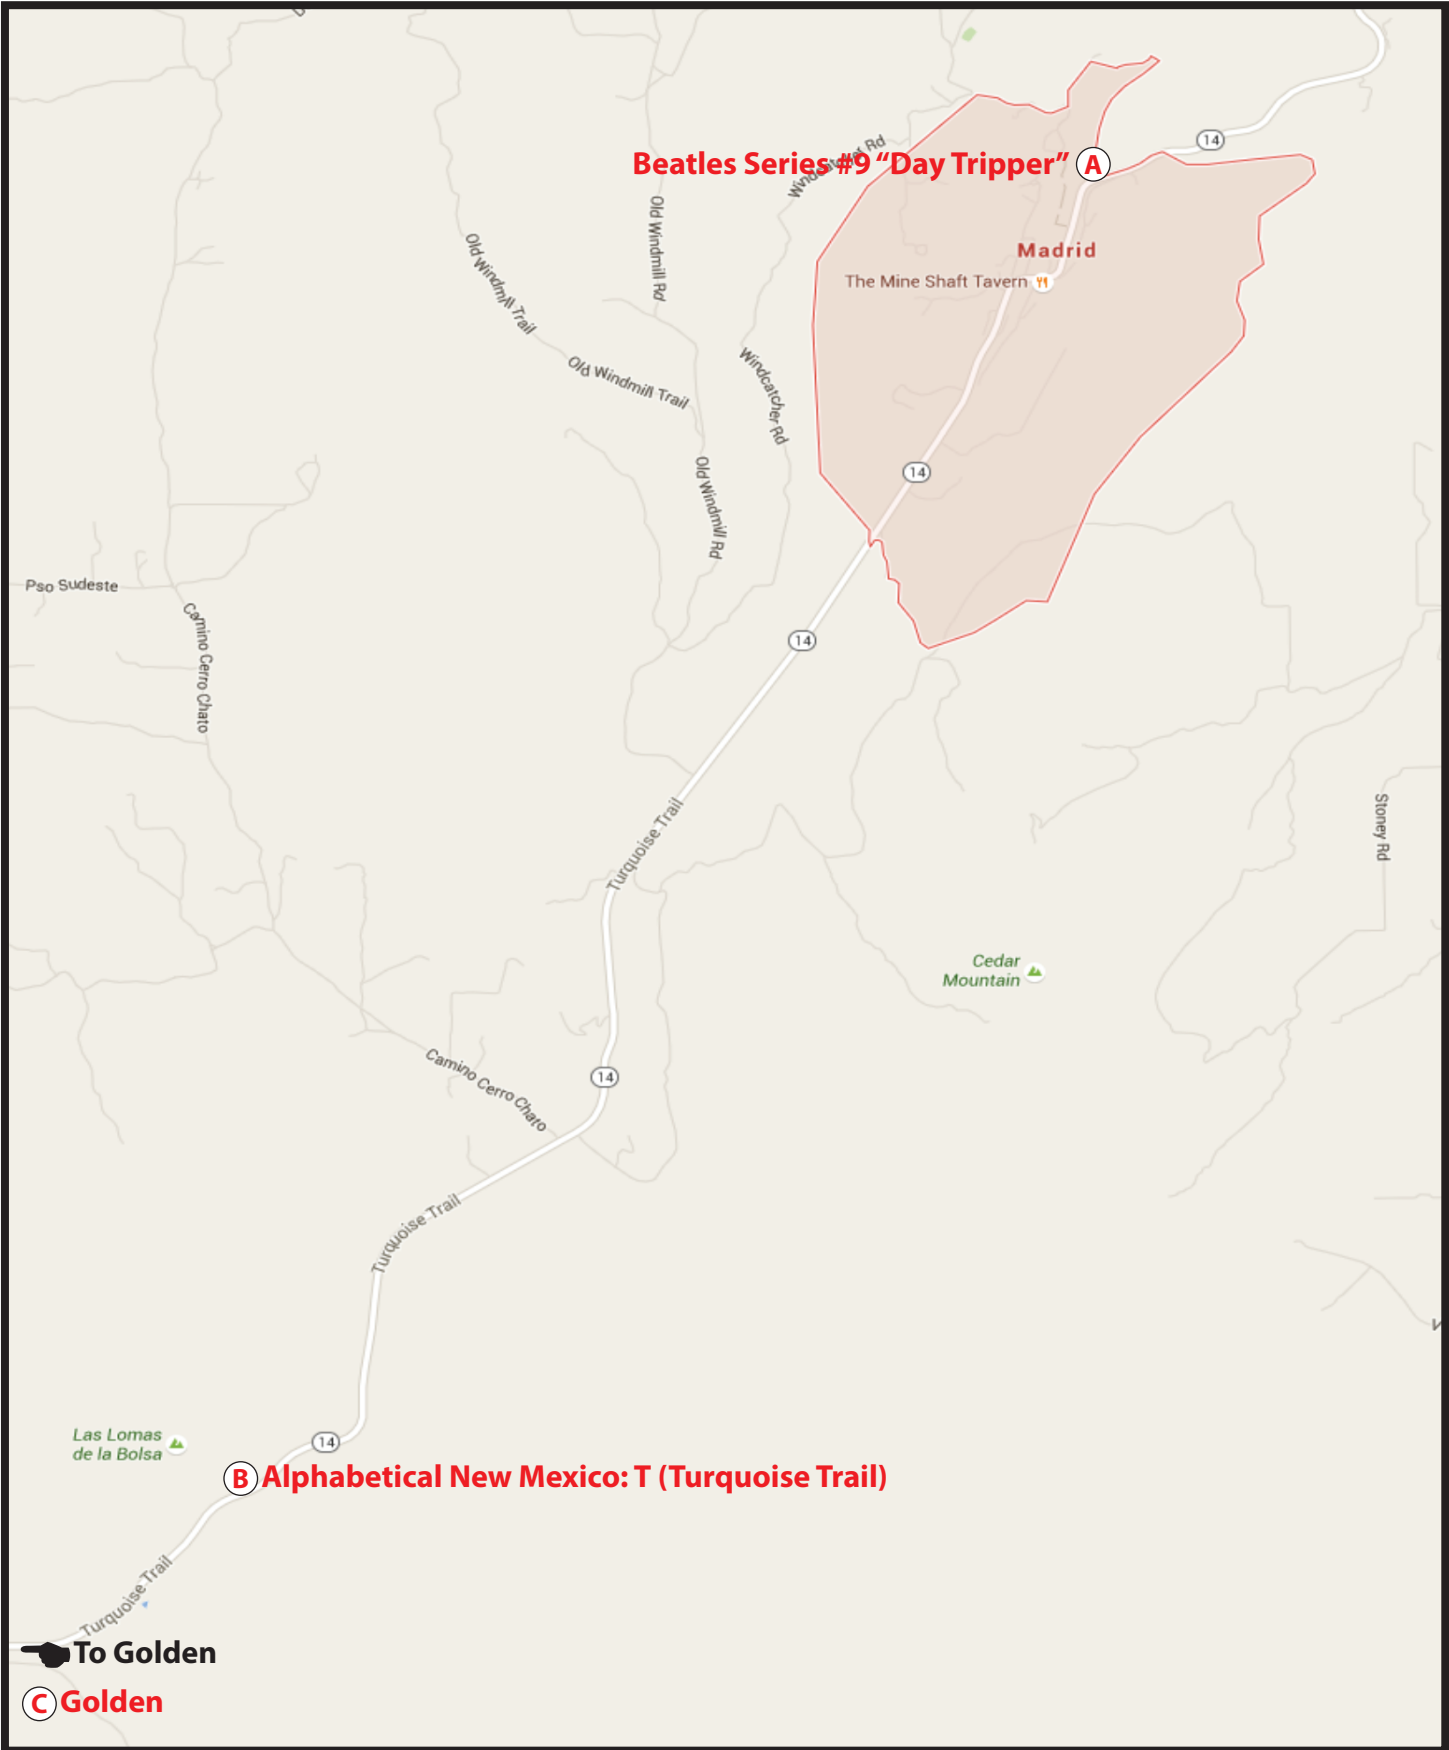 14
Windcatcher Rd
Beatles Series #9 “Day Tripper” A
Old Windmill Rd
Old Windmill Trail
Madrid
The Mine Shaft Tavern
Old Windmill Trail
Windcatcher Rd
14
Old Windmill Rd
Pso Sudeste
Camino Cerro Chato
14
Turquoise Trail
Stoney Rd
Cedar
Mountain
Camino Cerro Chato
14
Turquoise Trail
Las Lomas
de la Bolsa
14
B Alphabetical New Mexico: T (Turquoise Trail)
Turquoise Trail
To Golden
C Golden